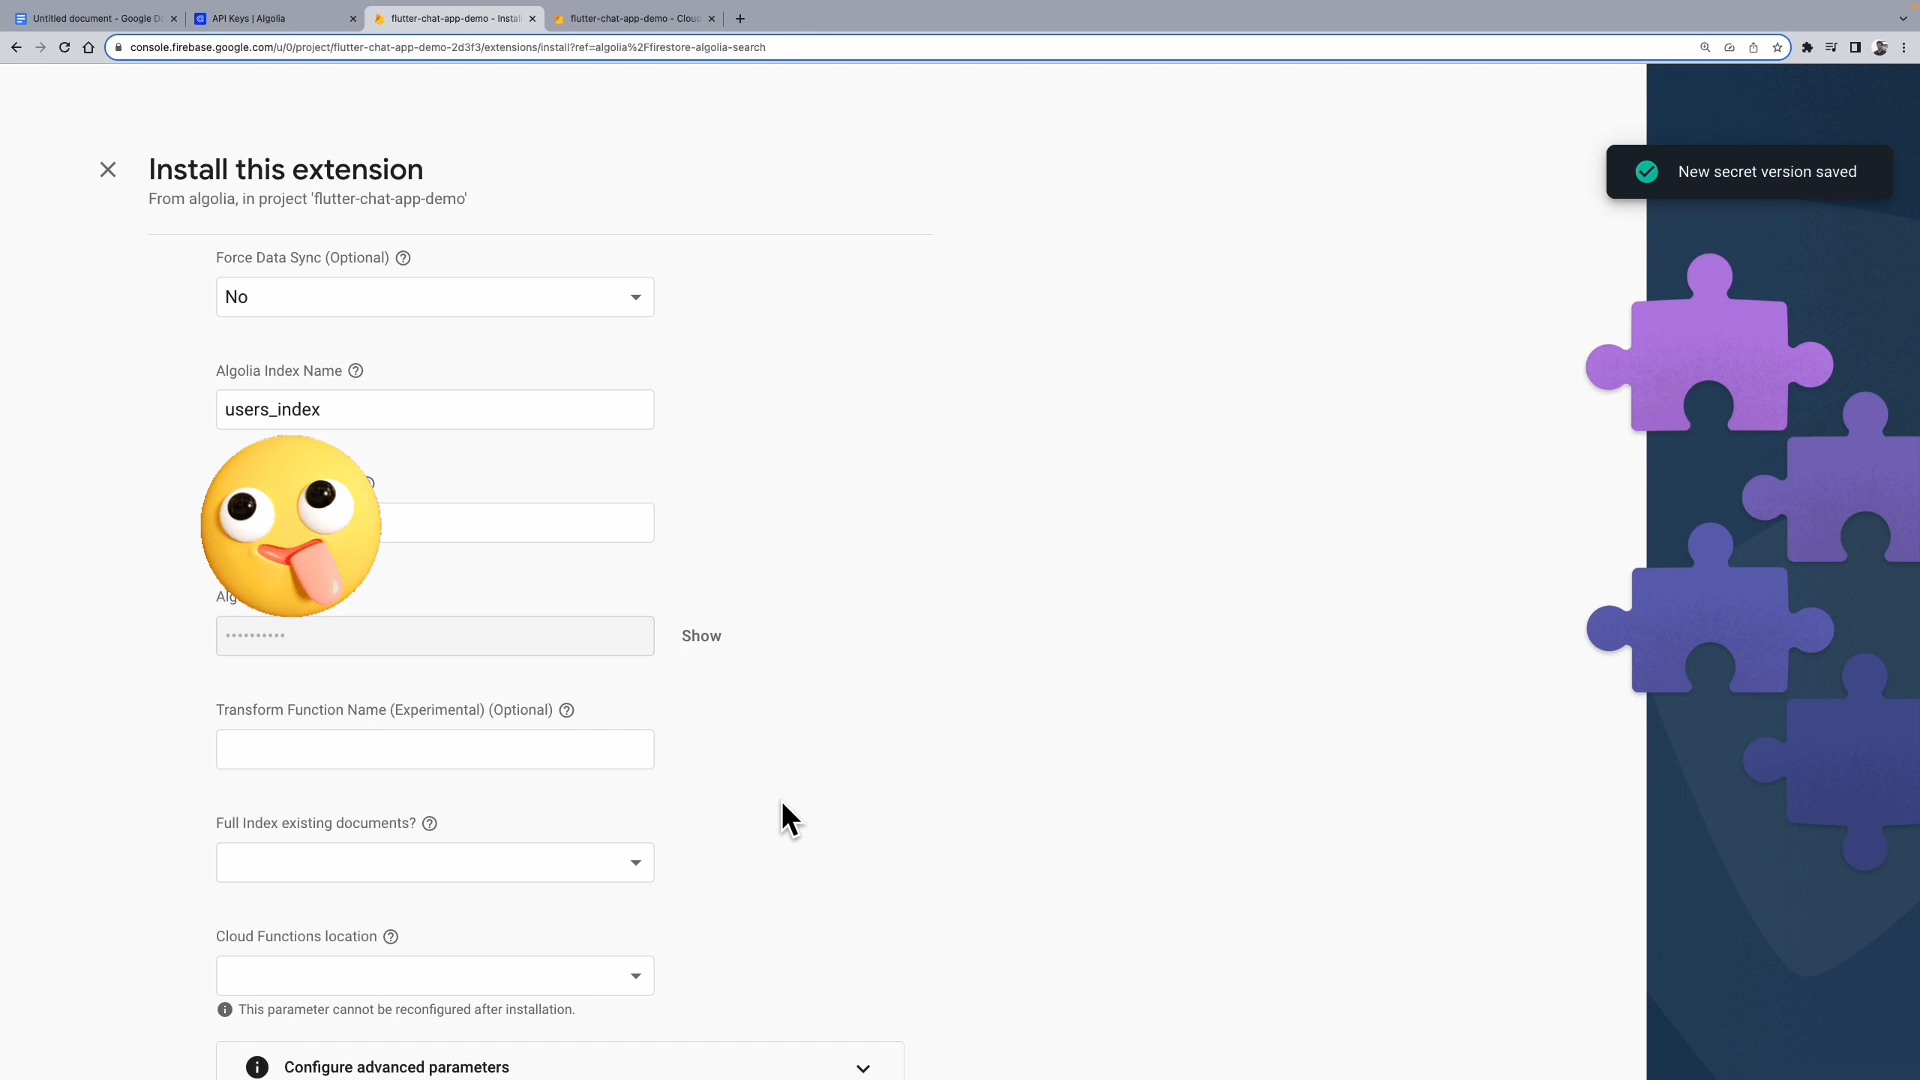 Untitled document - Google D
API Keys | Algolia
flutter-chat-app-demo - Instal
flutter-chat-app-demo - Cloud
console.firebase.google.com/u/0/project/flutter-chat-app-demo-2d3f3/extensions/install?ref=algolia%2Ffirestore-algolia-search
Install this extension
From algolia, in project 'flutter-chat-app-demo'
New secret version saved
Force Data Sync (Optional)
No
Algolia Index Name
users_index
Alg
Show
Transform Function Name (Experimental) (Optional)
Full Index existing documents?
Cloud Functions location
This parameter cannot be reconfigured after installation.
Configure advanced parameters